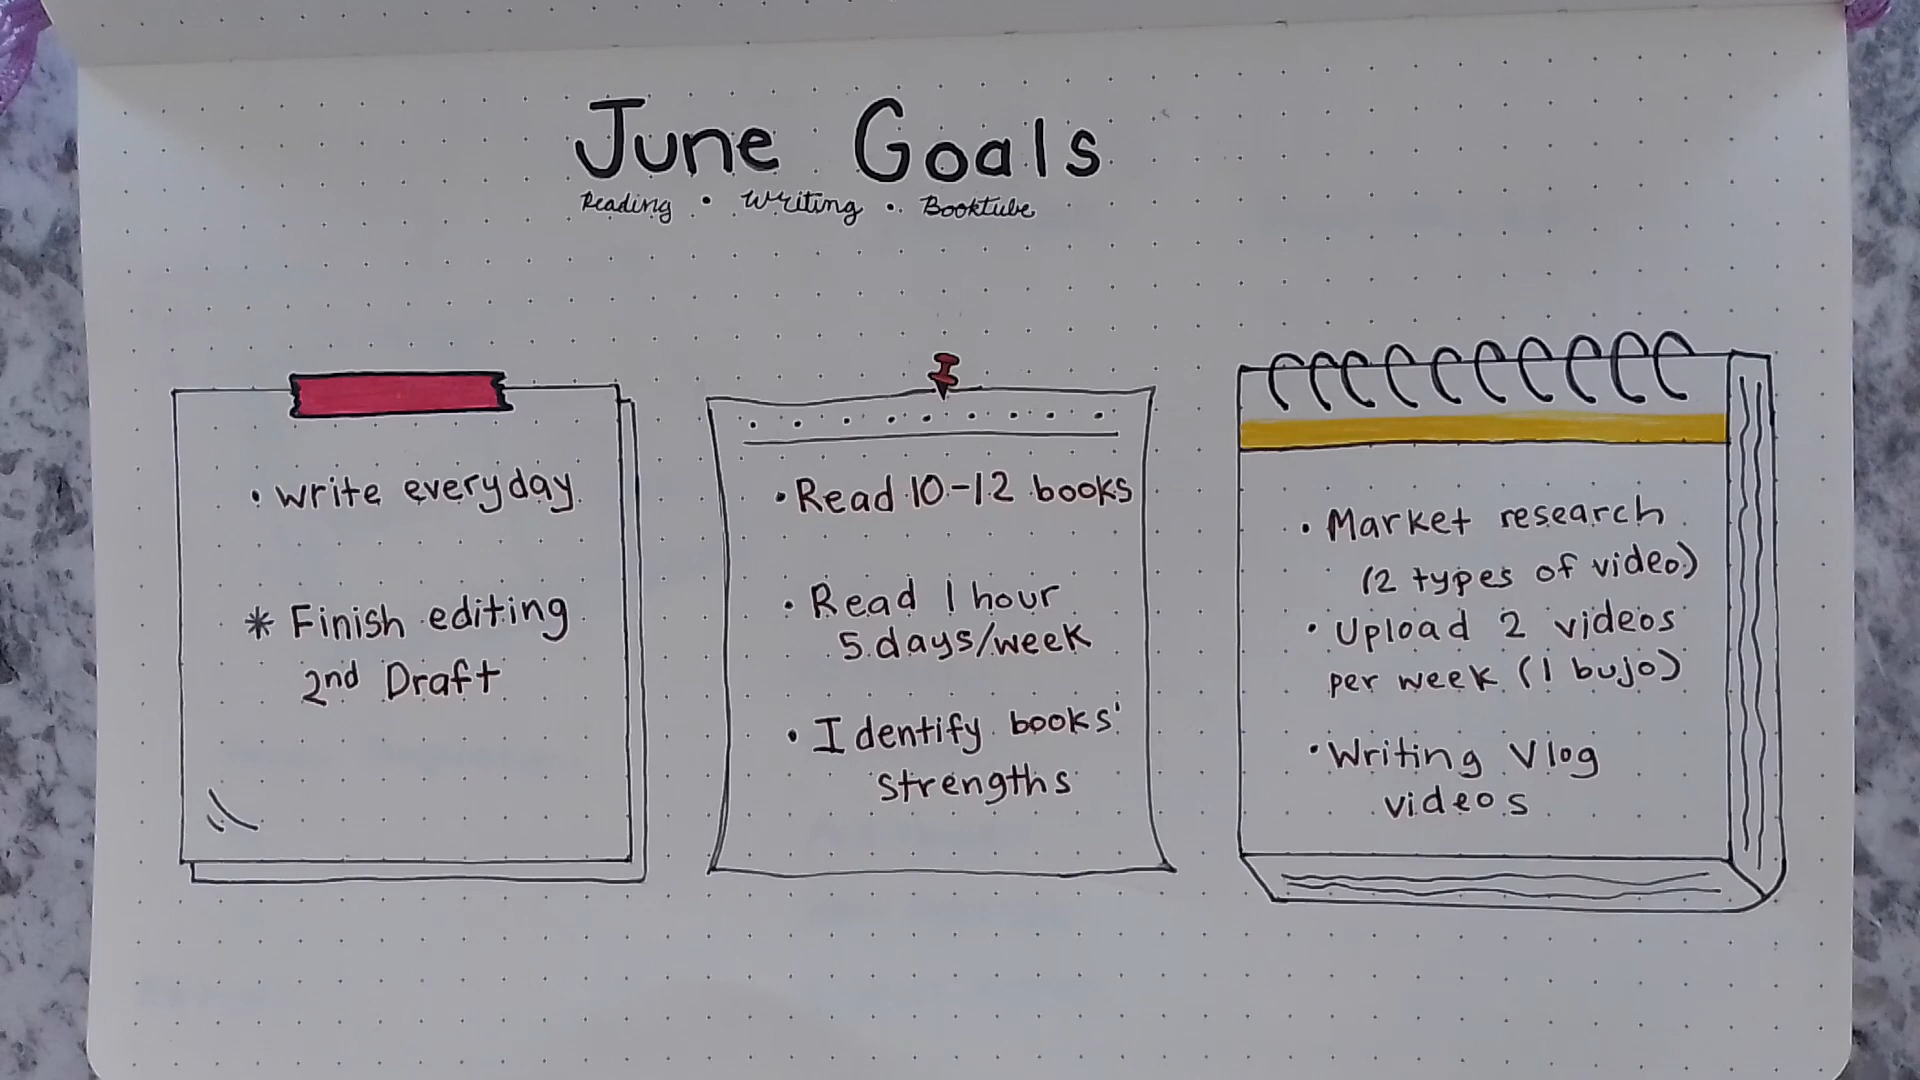 June Goals
Reading • Writing • Booktube
• write everyday
* Finish editing
2nd Draft
• Read 10-12 books
• Read 1 hour
5 days/week
• Identify books'
strengths
• Market research
(2 types of video)
• Upload 2 videos
per week (1 bujo)
• Writing Vlog
videos